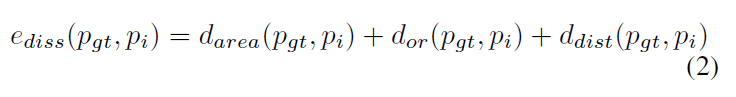 e_{diss}(p_{gt}, p_i) = d_{area}(p_{gt}, p_i) + d_{or}(p_{gt}, p_i) + d_{dist}(p_{gt}, p_i)
(2)